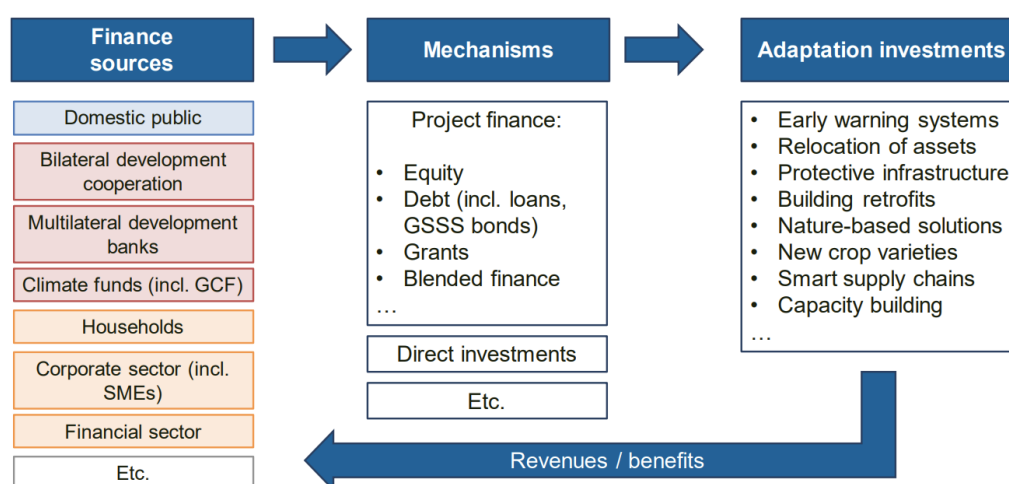 Finance
sources
Mechanisms
Adaptation investments
Domestic public
Bilateral development
cooperation
Multilateral development
banks
Climate funds (incl. GCF)
Households
Corporate sector (incl.
SMEs)
Financial sector
Etc.
Project finance:
• Equity
• Debt (incl. loans,
GSSS bonds)
• Grants
• Blended finance
…
Direct investments
Etc.
• Early warning systems
• Relocation of assets
• Protective infrastructure
• Building retrofits
• Nature-based solutions
• New crop varieties
• Smart supply chains
• Capacity building
…
Revenues / benefits